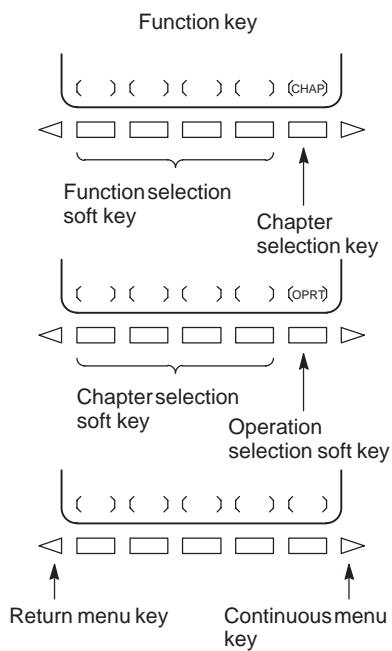 Function key
( ) ( ) ( ) ( ) (CHAP)
Function selection
soft key
Chapter
selection key
( ) ( ) ( ) ( ) (OPRT)
Chapter selection
soft key
Operation
selection soft key
( ) ( ) ( ) ( ) ( )
Return menu key
Continuous menu
key